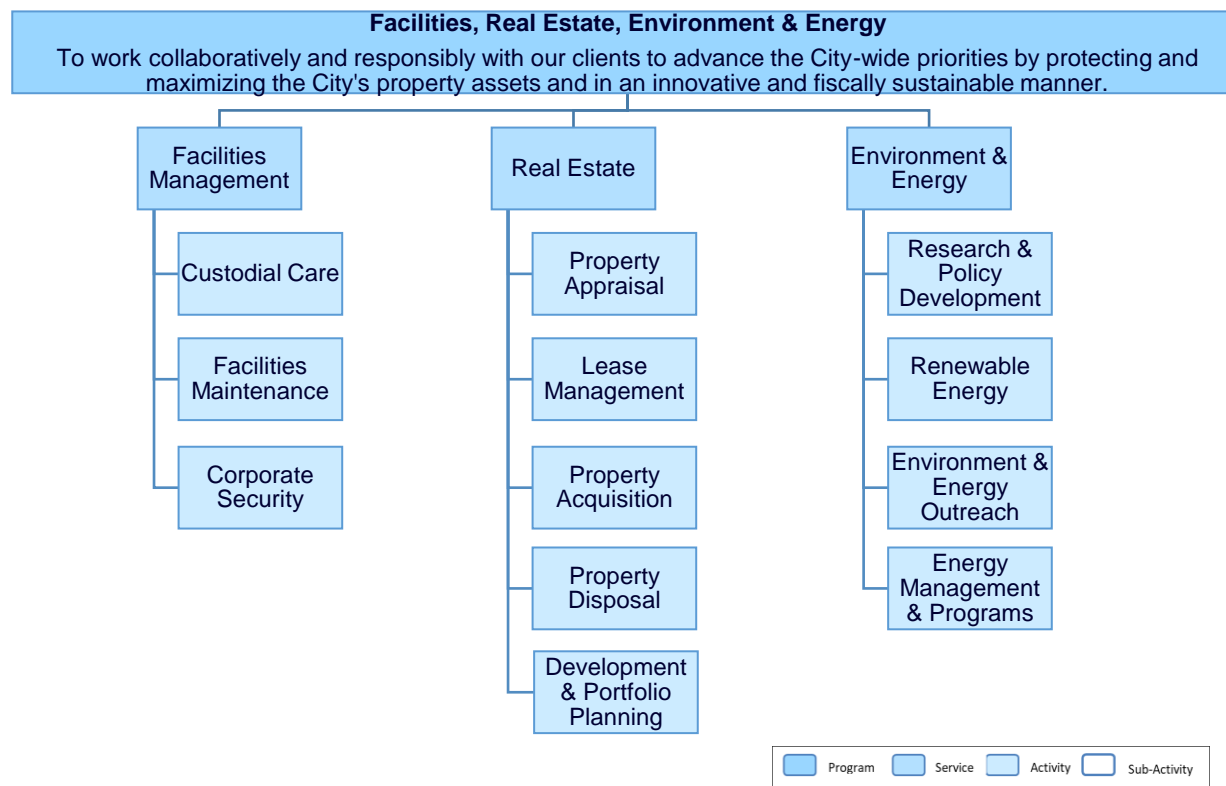 Facilities, Real Estate, Environment & Energy
To work collaboratively and responsibly with our clients to advance the City-wide priorities by protecting and
maximizing the City's property assets and in an innovative and fiscally sustainable manner.
Facilities
Management
Custodial Care
Facilities
Maintenance
Corporate
Security
Real Estate
Property
Appraisal
Lease
Management
Property
Acquisition
Property
Disposal
Development
& Portfolio
Planning
Environment &
Energy
Research &
Policy
Development
Renewable
Energy
Environment &
Energy
Outreach
Energy
Management
& Programs
Program Service Activity Sub-Activity